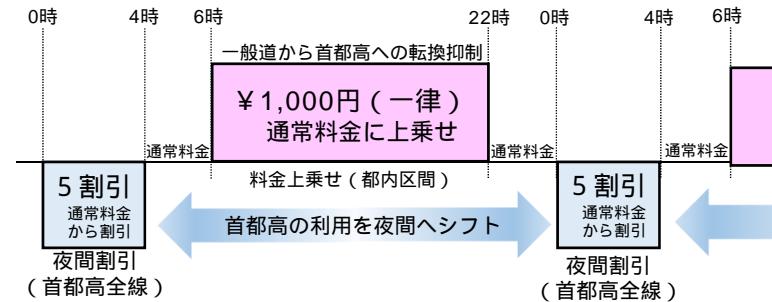 0時
4時
6時
22時
0時
4時
6時
一般道から首都高への転換抑制
￥1,000円（一律）
通常料金に上乗せ
通常料金
通常料金
通常料金
料金上乗せ（都内区間）
5割引
通常料金
から割引
首都高の利用を夜間へシフト
5割引
通常料金
から割引
夜間割引
（首都高全線）
夜間割引
（首都高全線）